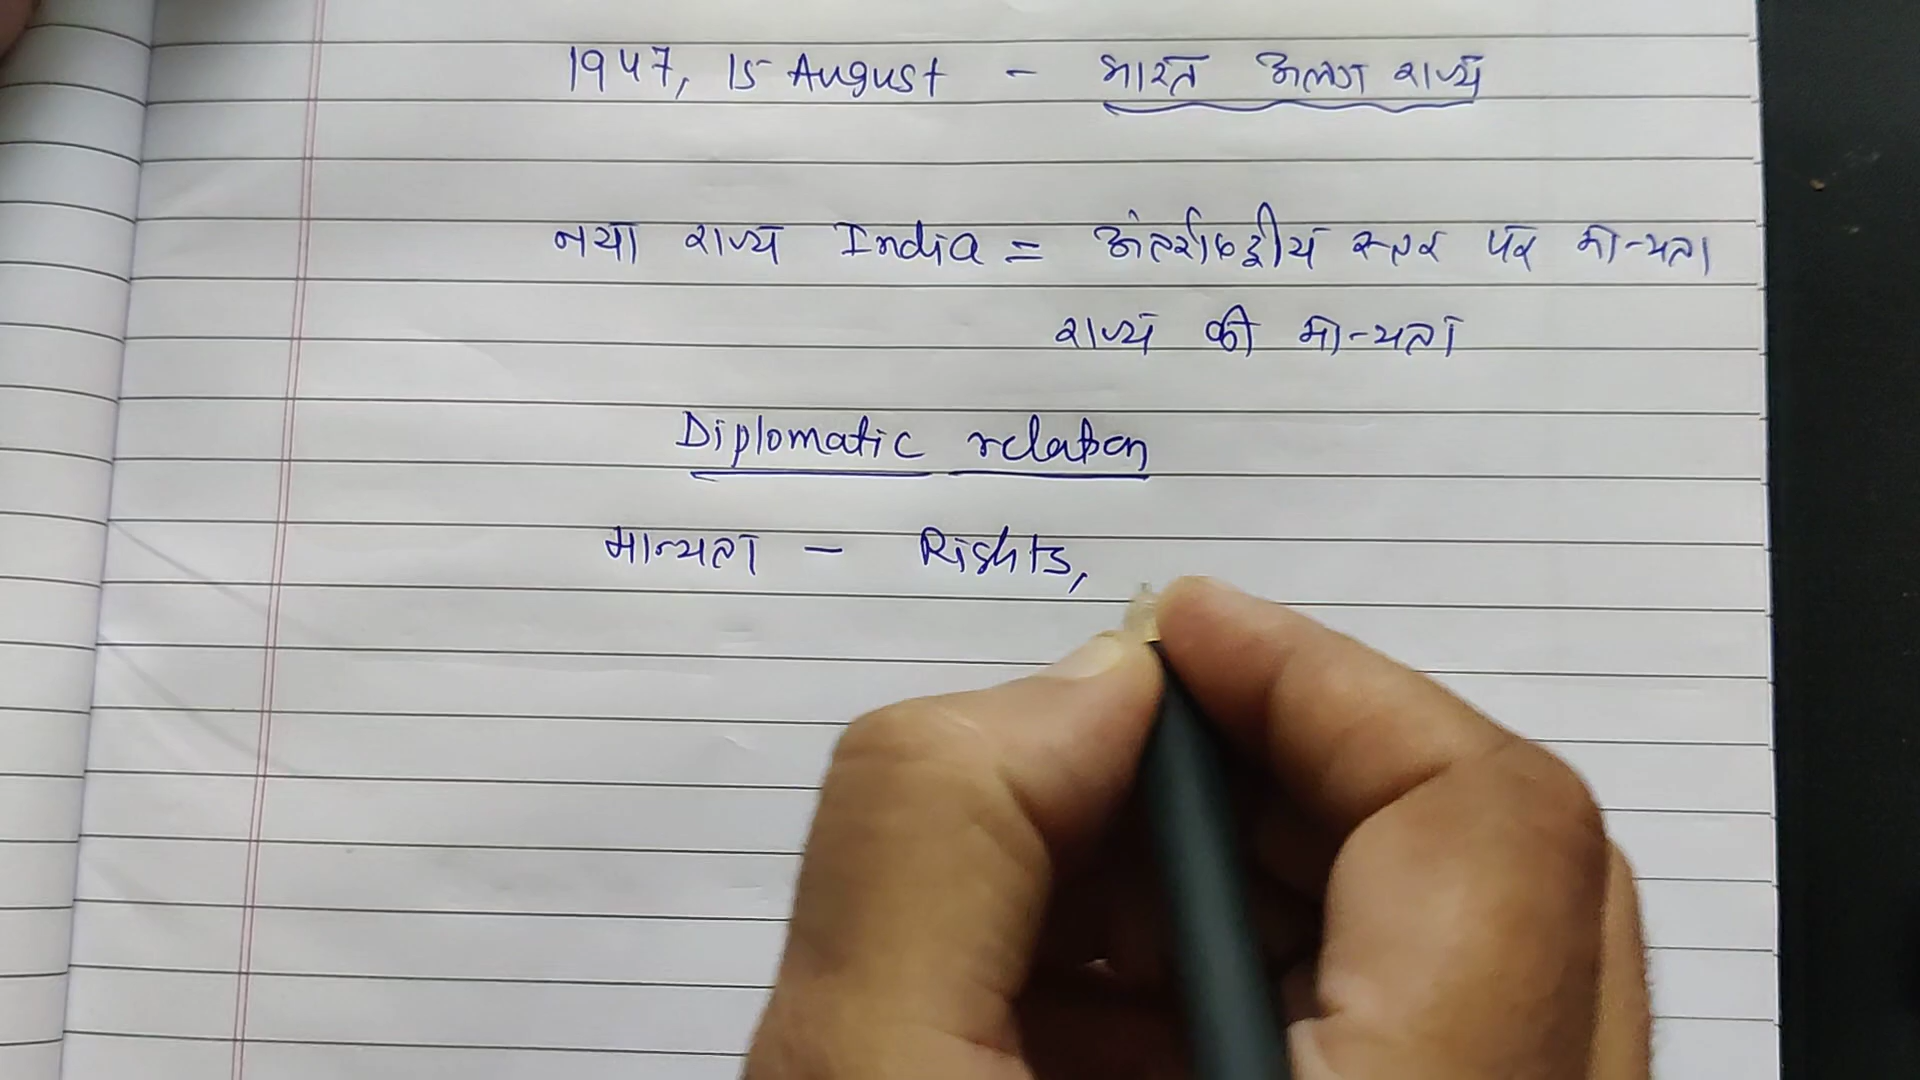 1947, 15 August - भारत अलग राज्य
नया राज्य India = अंतर्राष्ट्रीय स्तर पर मान्यता
राज्य की मान्यता
Diplomatic relation
मान्यता - Rights,